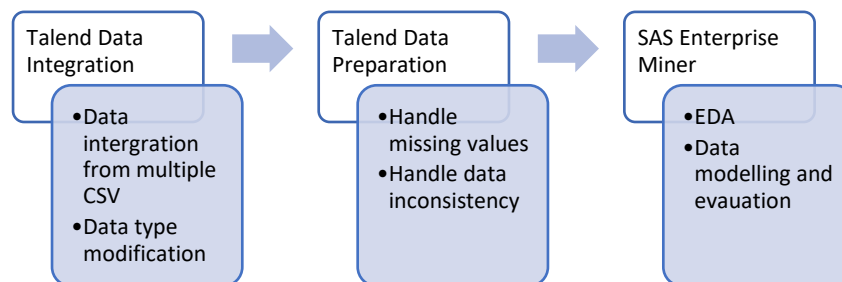 Talend Data
Integration
•Data
intergration
from multiple
CSV
•Data type
modification
Talend Data
Preparation
•Handle
missing values
•Handle data
inconsistency
SAS Enterprise
Miner
•EDA
•Data
modelling and
evauation